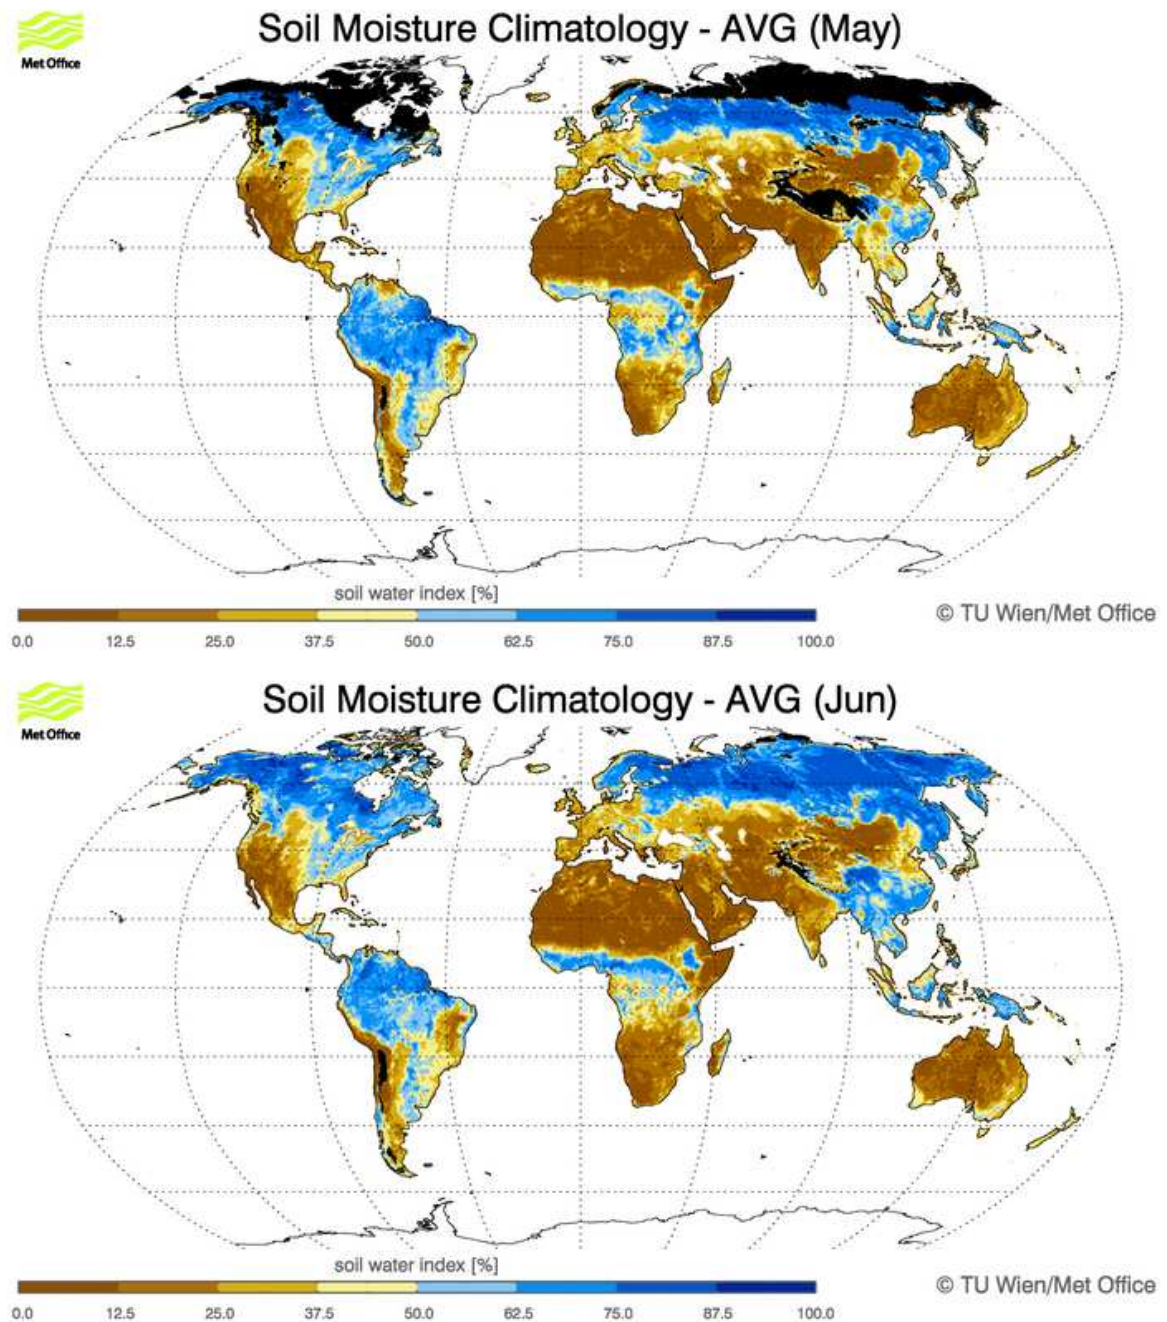 Met Office
Soil Moisture Climatology - AVG (May)
soil water index [%]
0.0 12.5 25.0 37.5 50.0 62.5 75.0 87.5 100.0
© TU Wien/Met Office
Met Office
Soil Moisture Climatology - AVG (Jun)
soil water index [%]
0.0 12.5 25.0 37.5 50.0 62.5 75.0 87.5 100.0
© TU Wien/Met Office